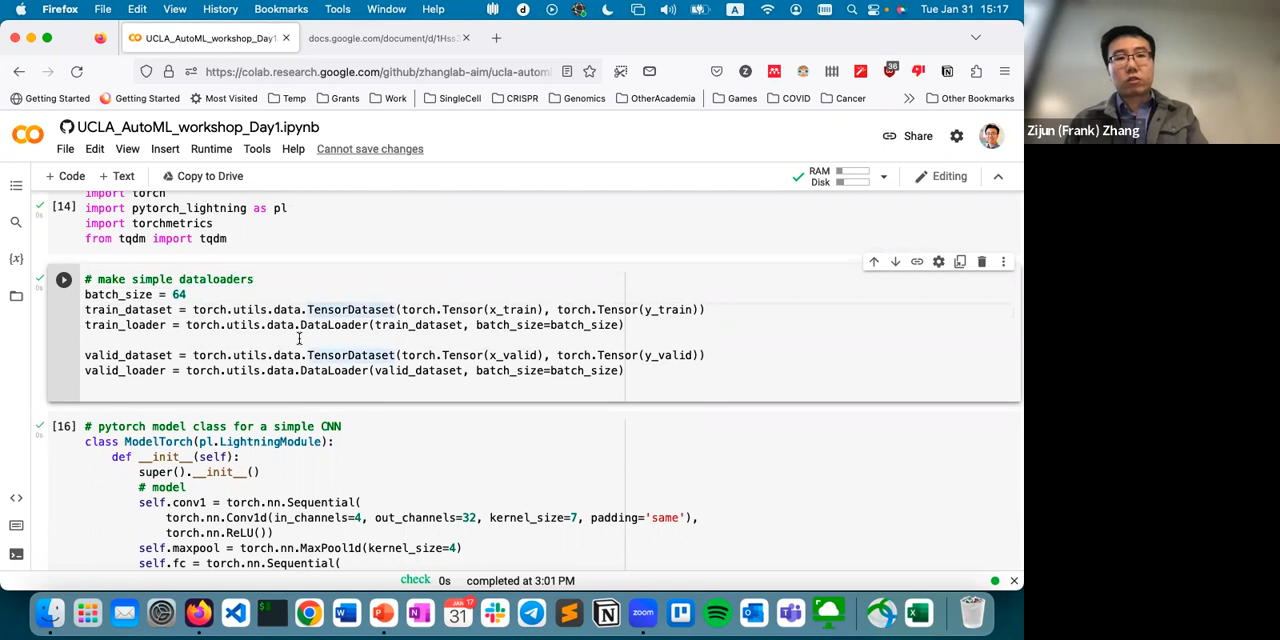 Firefox File Edit View History Bookmarks Tools Window Help Tue Jan 31 15:17
UCLA_AutoML_workshop_Day1. docs.google.com/document/d/1Hss
https://colab.research.google.com/github/zhanglab-aim/ucla-autom 36
Getting Started Getting Started Most Visited Temp Grants Work SingleCell CRISPR Genomics OtherAcademia Games COVID Cancer Other Bookmarks
Zijun (Frank) Zhang
UCLA_AutoML_workshop_Day1.ipynb
Share
File Edit View Insert Runtime Tools Help Cannot save changes
+ Code + Text Copy to Drive RAM Disk Editing
import torch
[14] import pytorch_lightning as pl
import torchmetrics
from tqdm import tqdm
# make simple dataloaders
batch_size = 64
train_dataset = torch.utils.data.TensorDataset(torch.Tensor(x_train), torch.Tensor(y_train))
train_loader = torch.utils.data.DataLoader(train_dataset, batch_size=batch_size)
valid_dataset = torch.utils.data.TensorDataset(torch.Tensor(x_valid), torch.Tensor(y_valid))
valid_loader = torch.utils.data.DataLoader(valid_dataset, batch_size=batch_size)
[16] # pytorch model class for a simple CNN
class ModelTorch(pl.LightningModule):
def __init__(self):
super().__init__()
# model
self.conv1 = torch.nn.Sequential(
torch.nn.Conv1d(in_channels=4, out_channels=32, kernel_size=7, padding='same'),
torch.nn.ReLU())
self.maxpool = torch.nn.MaxPool1d(kernel_size=4)
self.fc = torch.nn.Sequential(
check 0s completed at 3:01 PM
JAN 17
31
zoom